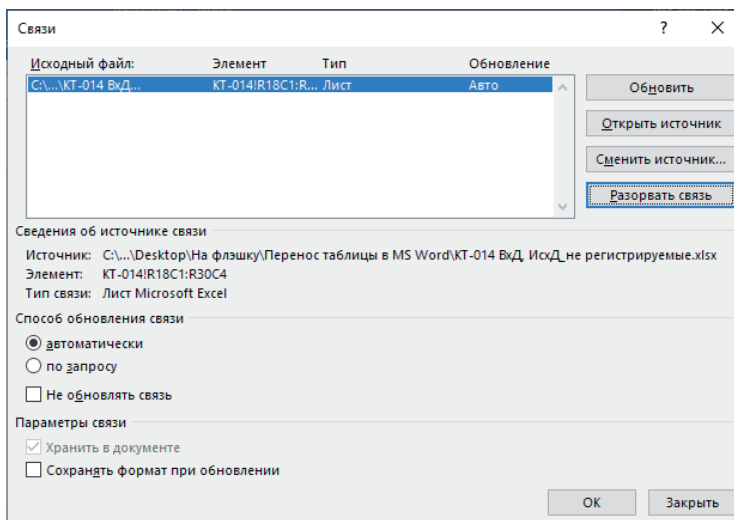 Связи ? ×
Исходный файл: Элемент Тип Обновление
C:\...\КТ-014 ВхД... КТ-014!R18C1:R... Лист Авто
Обновить
Открыть источник
Сменить источник...
Разорвать связь
Сведения об источнике связи
Источник: C:\...\Desktop\На флэшку\Перенос таблицы в MS Word\КТ-014 ВхД, ИсхД_не регистрируемые.xlsx
Элемент: КТ-014!R18C1:R30C4
Тип связи: Лист Microsoft Excel
Способ обновления связи
автоматически
по запросу
Не обновлять связь
Параметры связи
Хранить в документе
Сохранять формат при обновлении
ОК Закрыть